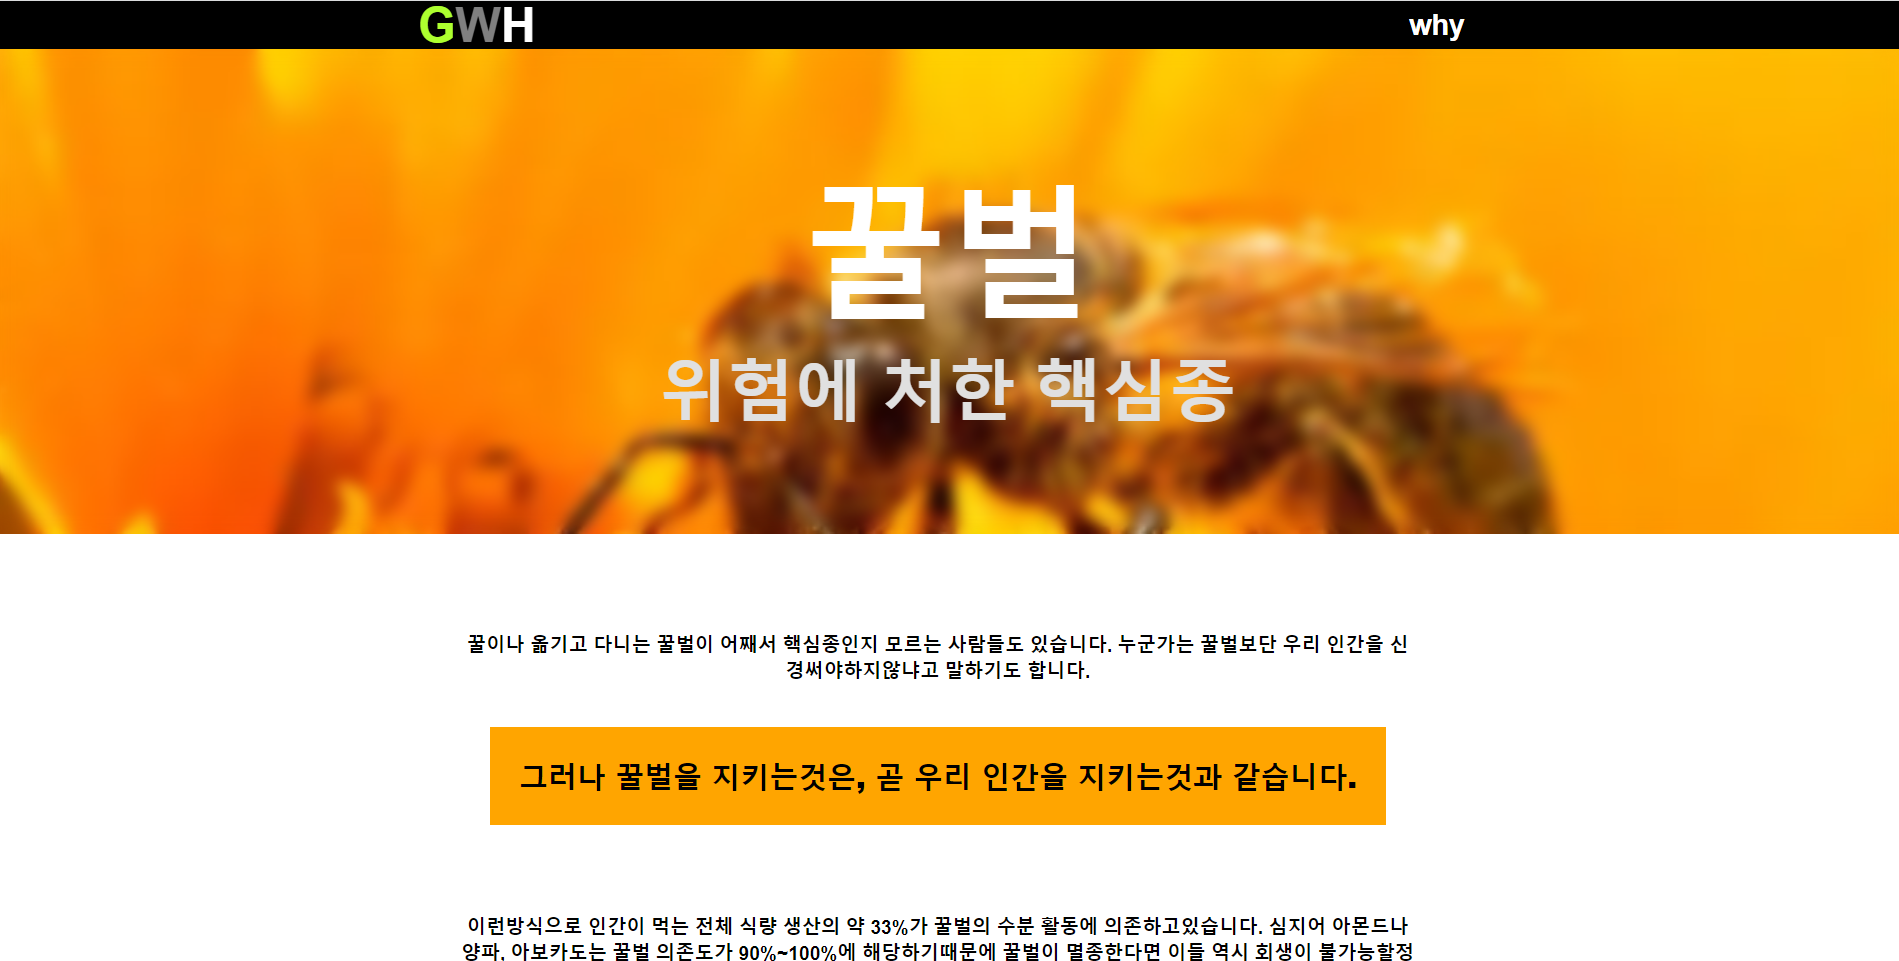 GWH
why
꿀벌
위험에 처한 핵심종
꿀이나 옮기고 다니는 꿀벌이 어째서 핵심종인지 모르는 사람들도 있습니다. 누군가는 꿀벌보단 우리 인간을 신
경써야하지않냐고 말하기도 합니다.
그러나 꿀벌을 지키는것은, 곧 우리 인간을 지키는것과 같습니다.
이런방식으로 인간이 먹는 전체 식량 생산의 약 33%가 꿀벌의 수분 활동에 의존하고있습니다. 심지어 아몬드나
양파, 아보카도는 꿀벌 의존도가 90%~100%에 해당하기때문에 꿀벌이 멸종한다면 이들 역시 회생이 불가능할정